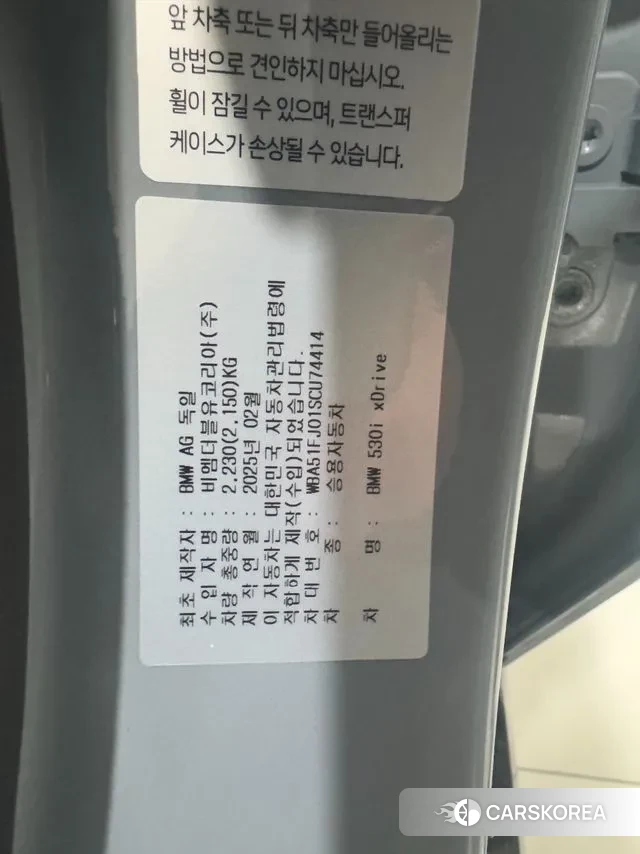 앞 차축 또는 뒤 차축만 들어올리는
방법으로 견인하지 마십시오.
휠이 잠길 수 있으며, 트랜스퍼
케이스가 손상될 수 있습니다.
최초 제작자 : BMW AG 독일
수 입 자 명 : 비엠더블유코리아(주)
차량 총중량 : 2,230(2,150)KG
제 작 연 월 : 2025년 02월
이 자동차는 대한민국 자동차관리법령에
적합하게 제작(수입)되었습니다.
차 대 번 호 : WBA51FJ01SCU74414
차 종 : 승용자동차
차 명 : BMW 530i xDrive
CARSKOREA